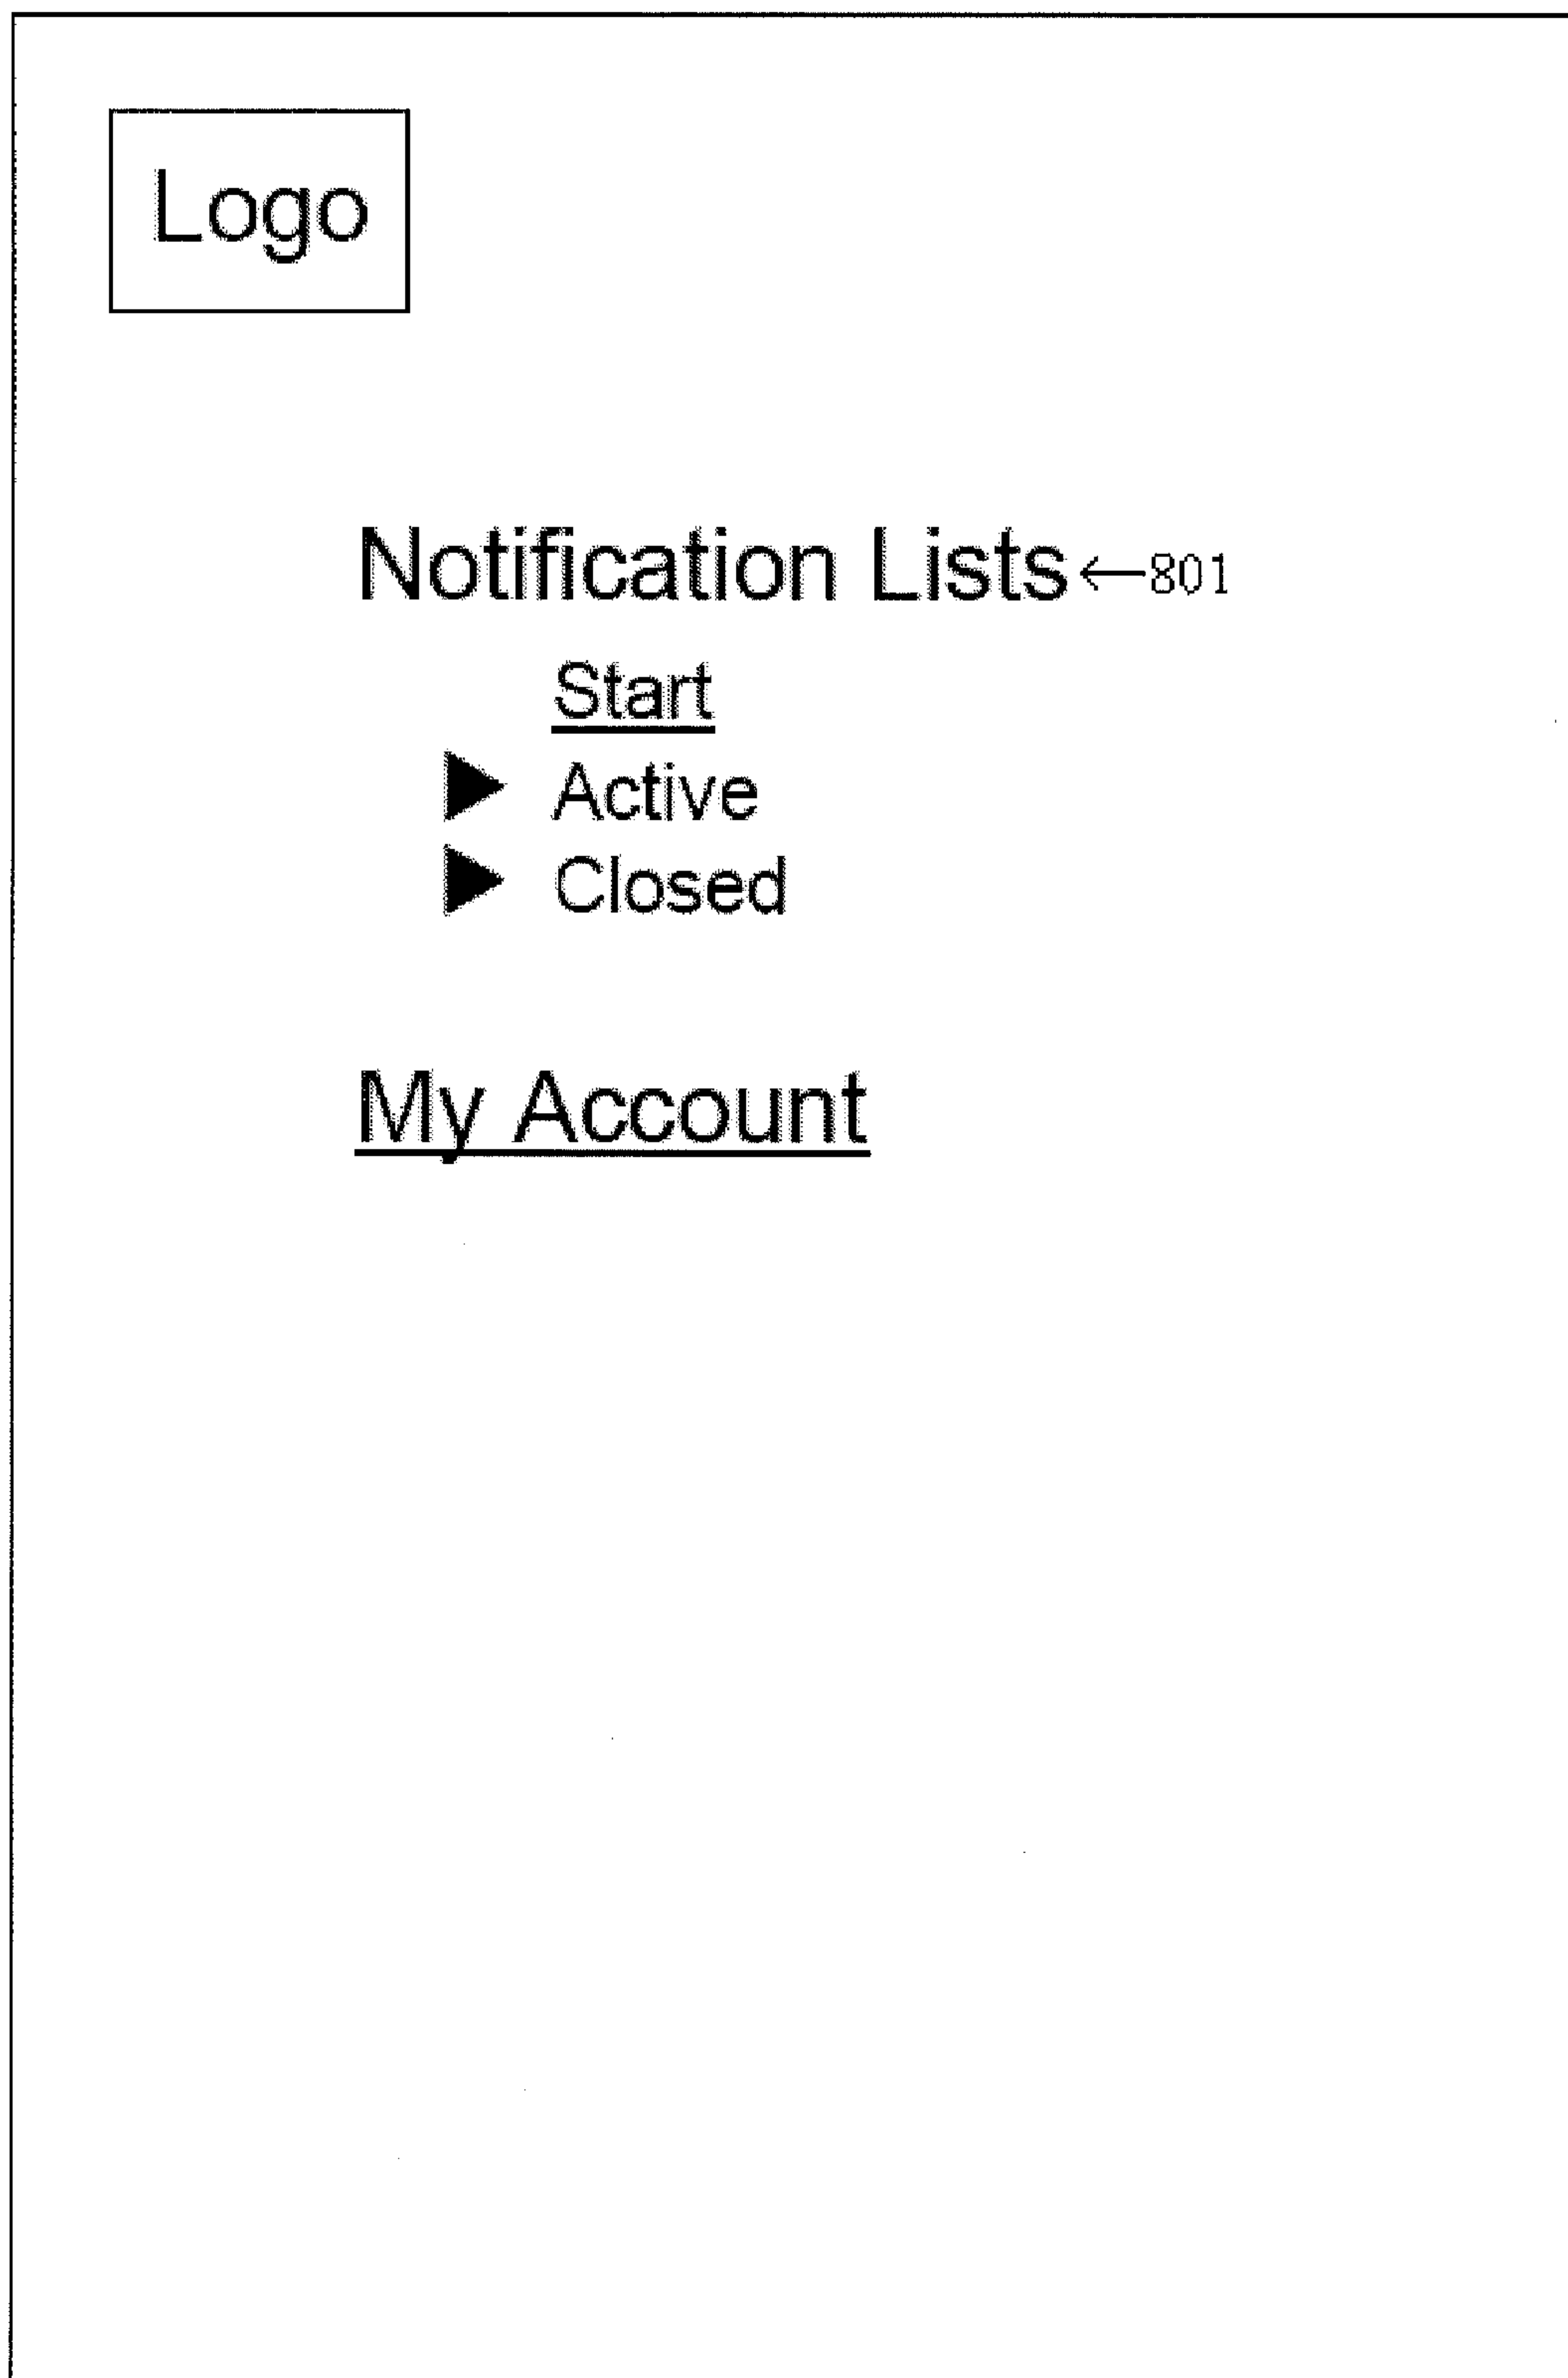 Logo
Notification Lists ←801
Start
▶ Active
▶ Closed
My Account